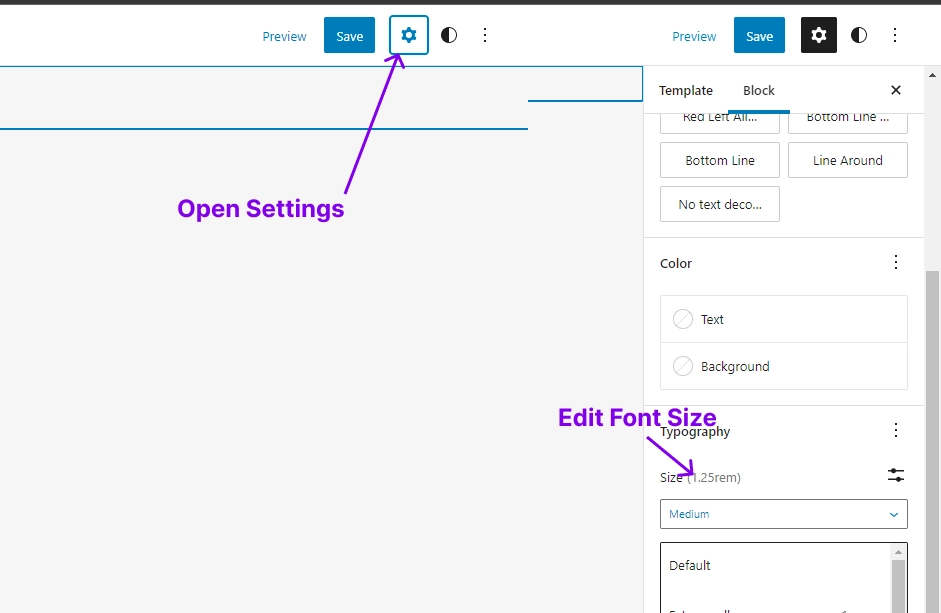 Preview Save
Preview Save
Template Block
Red Left All... Bottom Line ...
Bottom Line Line Around
No text deco...
Open Settings
Color
Text
Background
Edit Font Size
Typography
Size (1.25rem)
Medium
Default